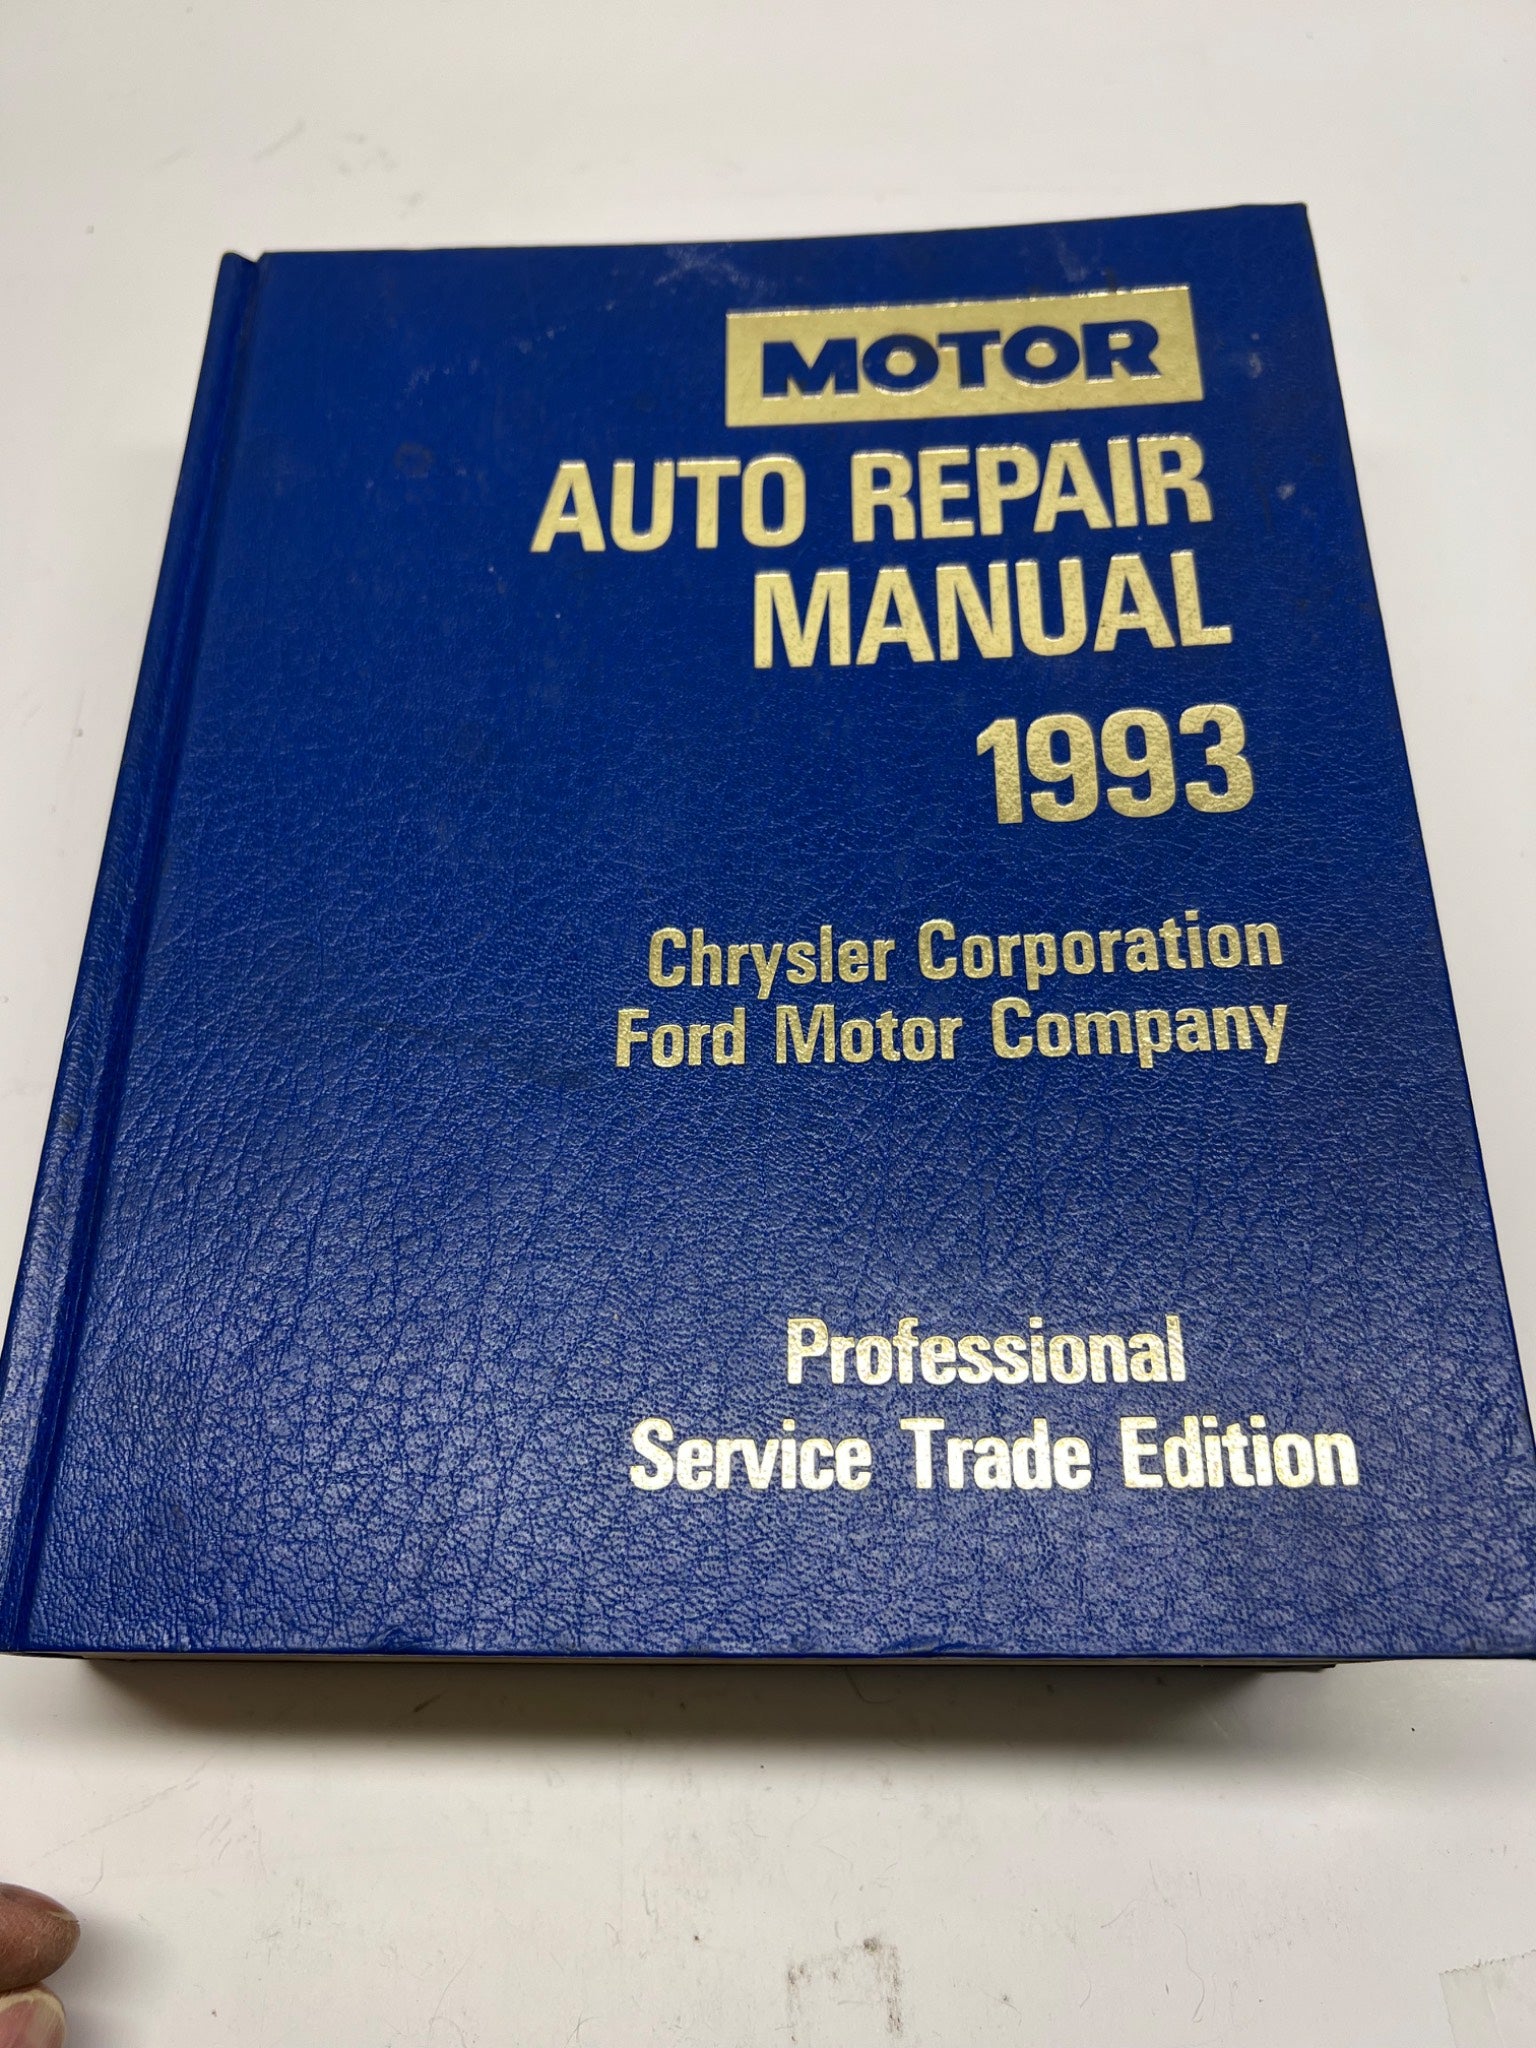 MOTOR
AUTO REPAIR
MANUAL
1993
Chrysler Corporation
Ford Motor Company
Professional
Service Trade Edition